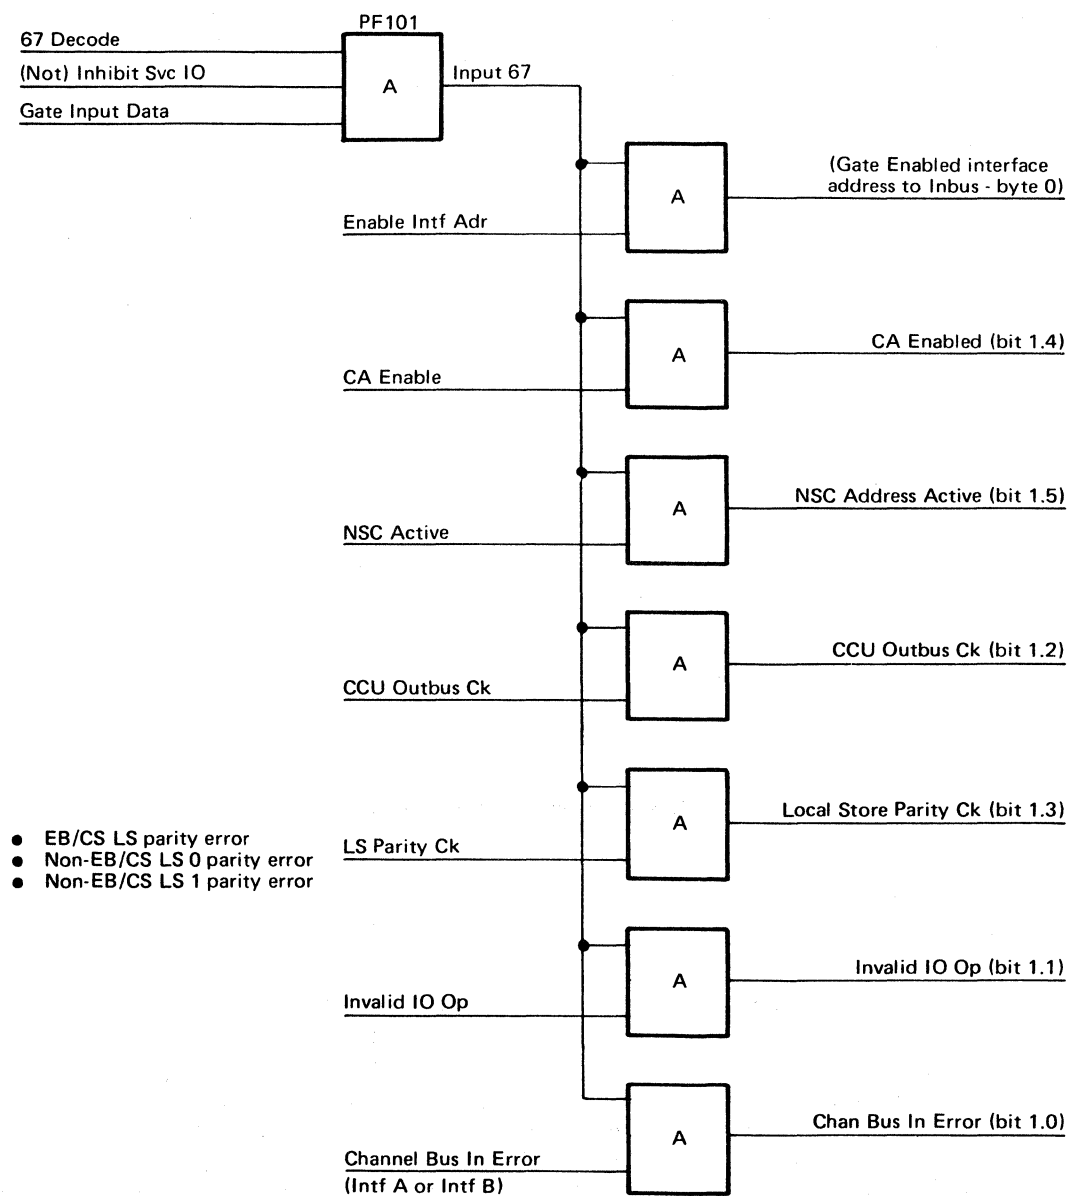 PF101
67 Decode
(Not) Inhibit Svc IO
A
Input 67
Gate Input Data
(Gate Enabled interface
address to Inbus - byte 0)
A
Enable Intf Adr
CA Enabled (bit 1.4)
A
CA Enable
NSC Address Active (bit 1.5)
A
NSC Active
CCU Outbus Ck (bit 1.2)
A
CCU Outbus Ck
Local Store Parity Ck (bit 1.3)
A
● EB/CS LS parity error
● Non-EB/CS LS 0 parity error
● Non-EB/CS LS 1 parity error
LS Parity Ck
Invalid IO Op (bit 1.1)
A
Invalid IO Op
Chan Bus In Error (bit 1.0)
A
Channel Bus In Error
(Intf A or Intf B)